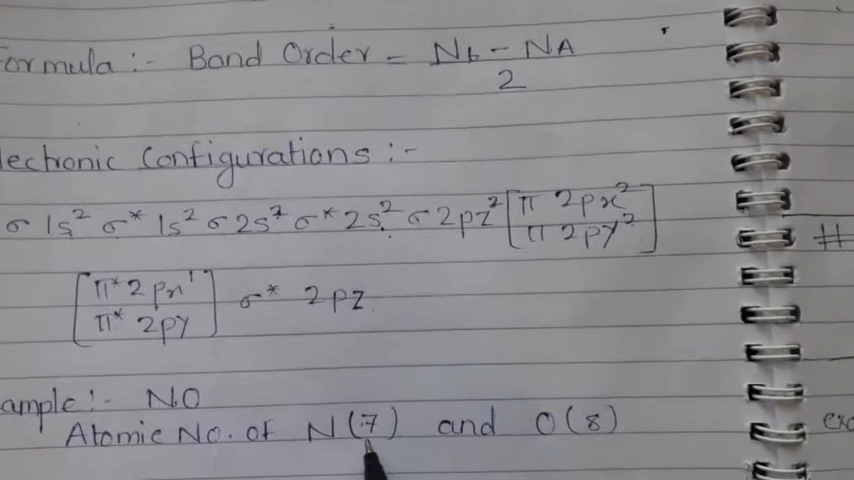 ormula :- Bond Order = Nb - NA / 2
lectronic Configurations :-
σ 1s² σ* 1s² σ 2s² σ* 2s² σ 2pz² [π 2px² π 2py²]
[π* 2px¹ π* 2py] σ* 2pz
ample :- NO
Atomic No. of N (7) and O (8)
#
exc